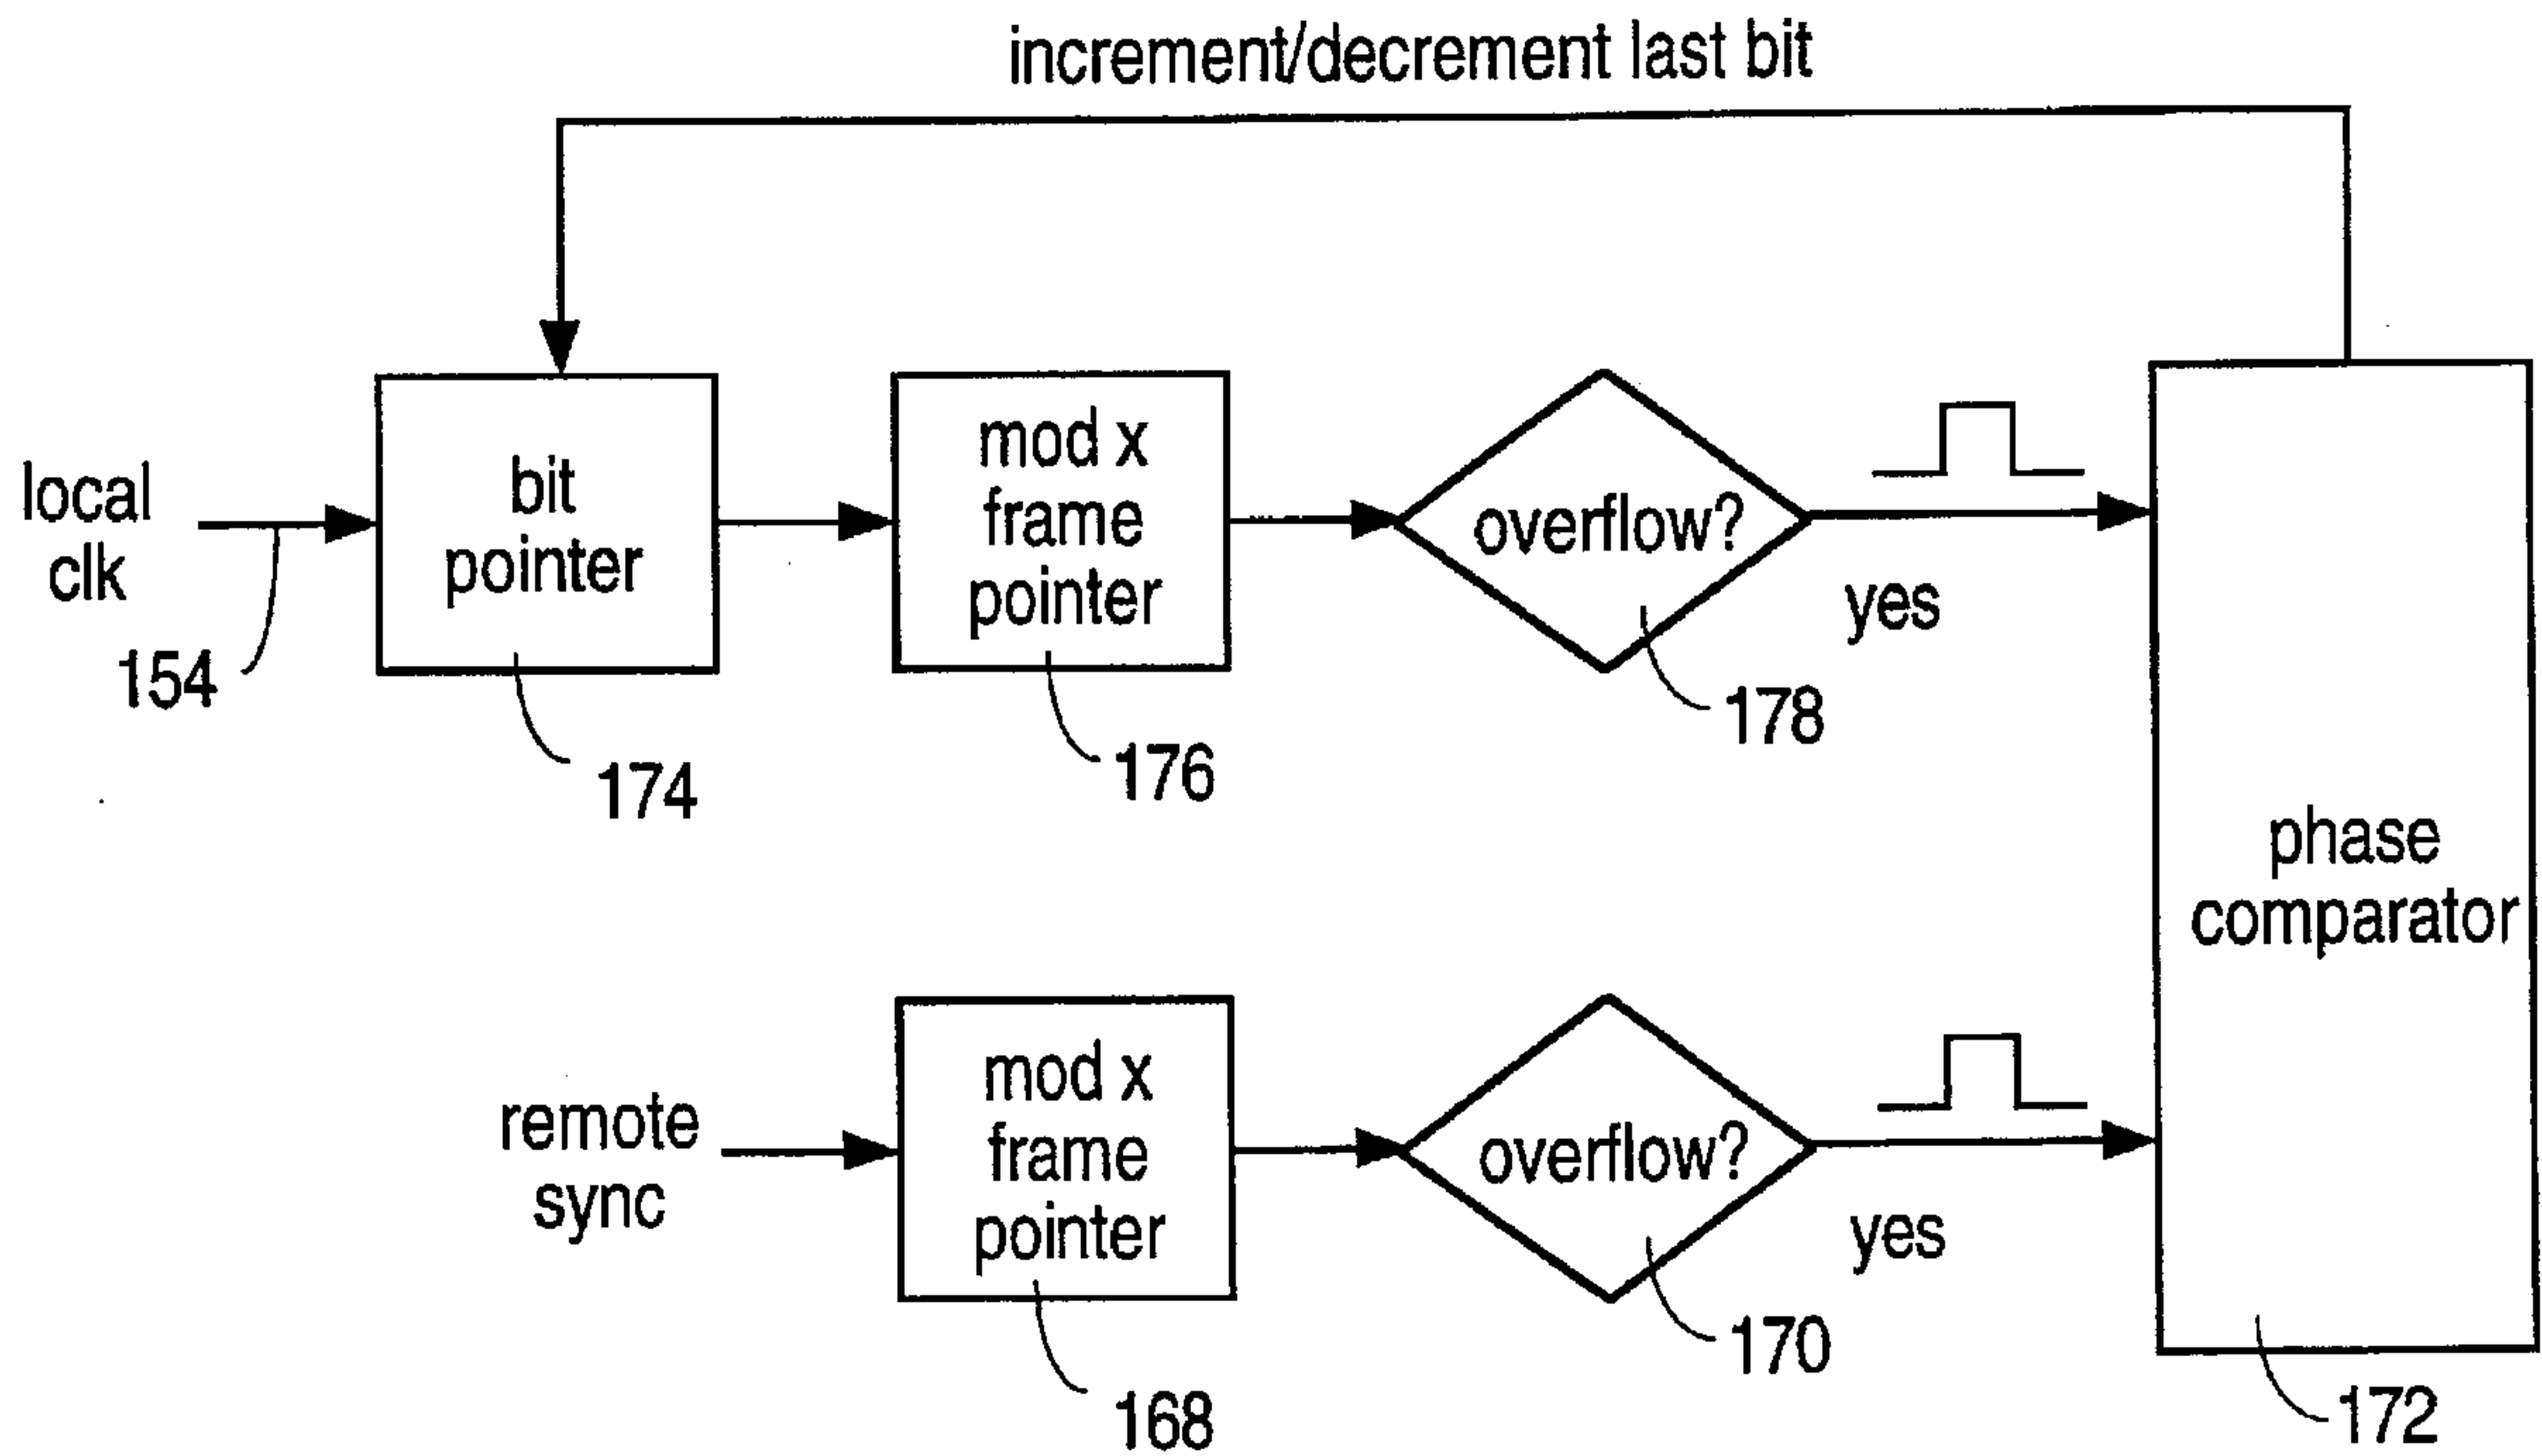 increment/decrement last bit
local
clk
154
bit
pointer
174
mod x
frame
pointer
176
overflow?
178
yes
phase
comparator
172
remote
sync
mod x
frame
pointer
168
overflow?
170
yes